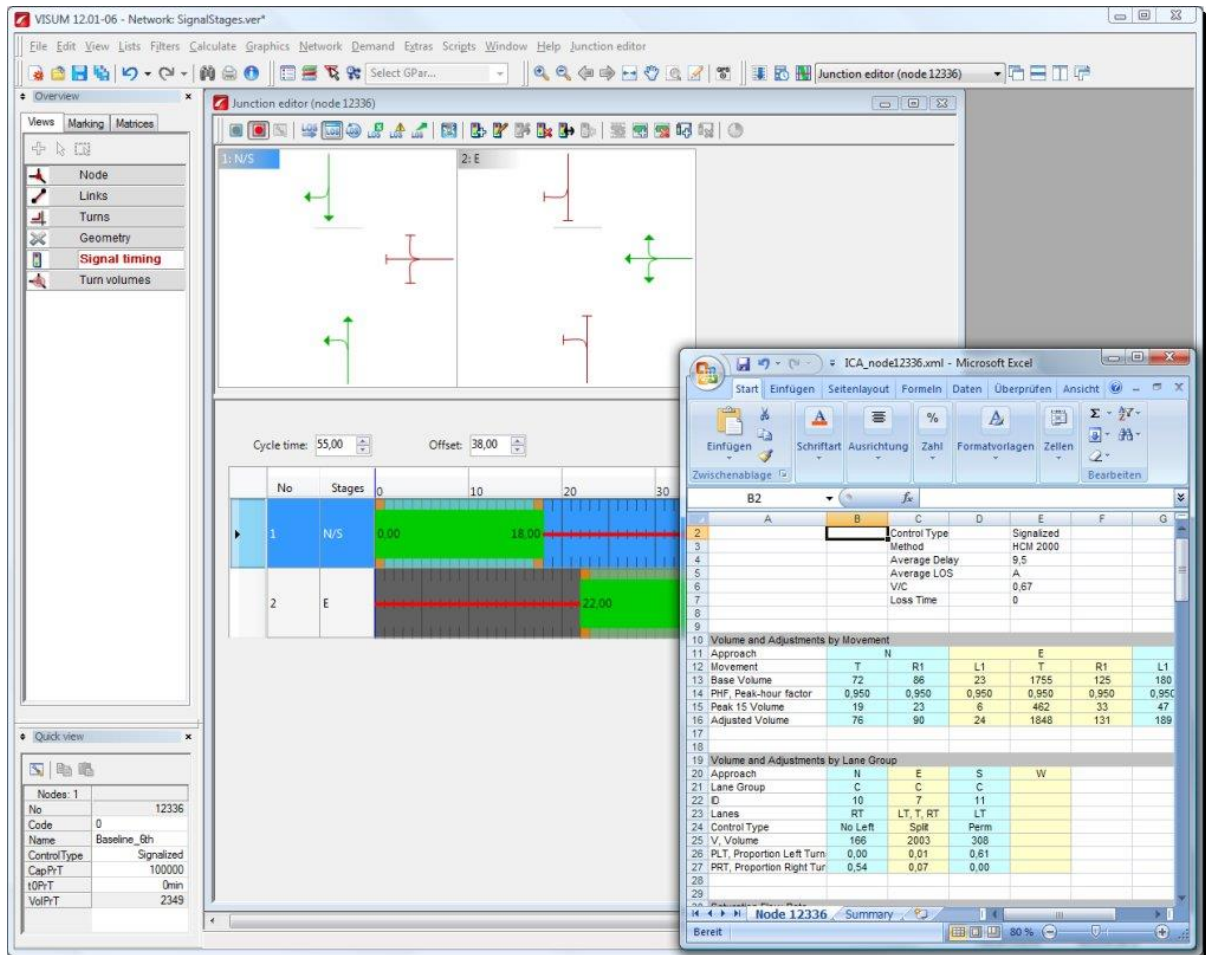 VISUM 12.01-06 - Network: SignalStages.ver*
File Edit View Lists Filters Calculate Graphics Network Demand Extras Scripts Window Help Junction editor
Select GPar... Junction editor (node 12336)
Overview
Views Marking Matrices
Node
Links
Turns
Geometry
Signal timing
Turn volumes
Junction editor (node 12336)
1: N/S 2: E
Cycle time: 55,00 Offset: 38,00
No Stages 0 10 20 30
1 N/S 0,00 18,00
2 E 22,00
Quick view
Nodes: 1
No 12336
Code 0
Name Baseline_6th
ControlType Signalized
CapPrT 100000
t0PrT 0min
VolPrT 2349
ICA_node12336.xml - Microsoft Excel
Start Einfügen Seitenlayout Formeln Daten Überprüfen Ansicht
Einfügen Schriftart Ausrichtung Zahl Formatvorlagen Zellen
Zwischenablage Bearbeiten
B2 fx
A B C D E F G
2 Control Type Signalized
3 Method HCM 2000
4 Average Delay 9,5
5 Average LOS A
6 V/C 0,67
7 Loss Time 0
8
9
10 Volume and Adjustments by Movement
11 Approach N E
12 Movement T R1 L1 T R1 L1
13 Base Volume 72 86 23 1755 125 180
14 PHF, Peak-hour factor 0,950 0,950 0,950 0,950 0,950 0,950
15 Peak 15 Volume 19 23 6 462 33 47
16 Adjusted Volume 76 90 24 1848 131 189
17
18
19 Volume and Adjustments by Lane Group
20 Approach N E S W
21 Lane Group C C C
22 ID 10 7 11
23 Lanes RT LT, T, RT LT
24 Control Type No Left Split Perm
25 V, Volume 166 2003 308
26 PLT, Proportion Left Turn 0,00 0,01 0,61
27 PRT, Proportion Right Tur 0,54 0,07 0,00
28
29
Node 12336 Summary
Bereit 80 %